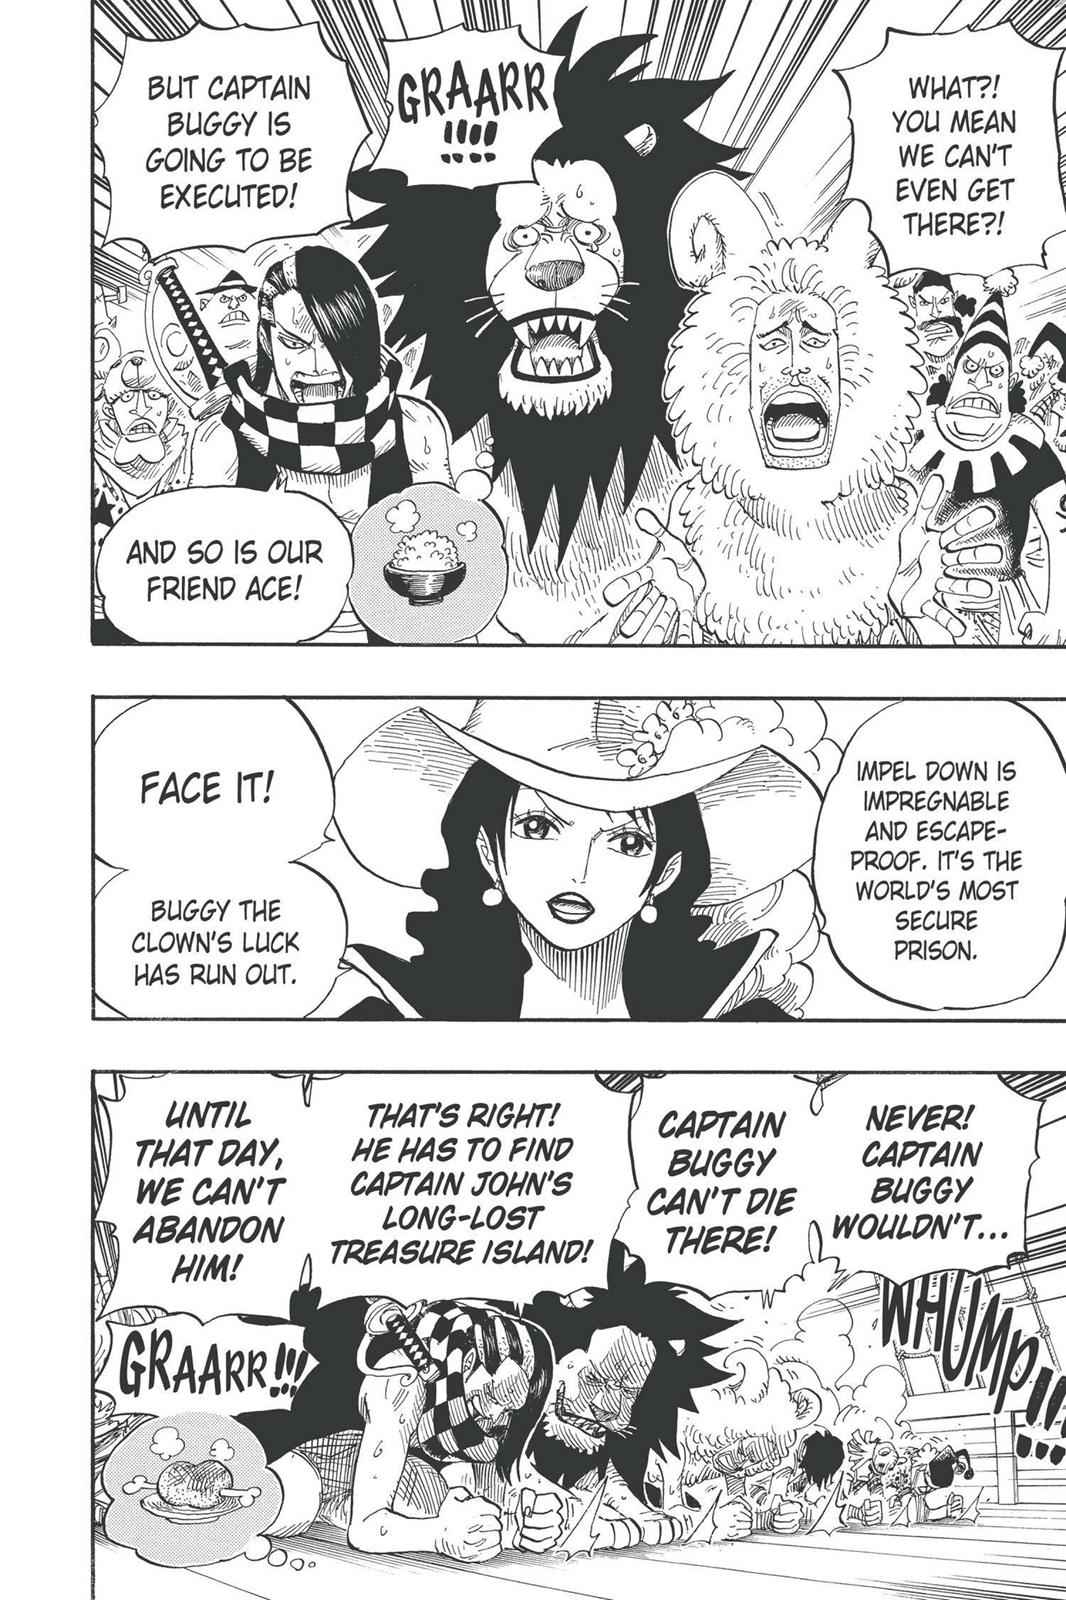 WHAT?!
YOU MEAN
WE CAN'T
EVEN GET
THERE?!
GRAARR
!!!!
BUT CAPTAIN
BUGGY IS
GOING TO BE
EXECUTED!
AND SO IS OUR
FRIEND ACE!
IMPEL DOWN IS
IMPREGNABLE
AND ESCAPE-
PROOF. IT'S THE
WORLD'S MOST
SECURE
PRISON.
FACE IT!
BUGGY THE
CLOWN'S LUCK
HAS RUN OUT.
NEVER!
CAPTAIN
BUGGY
WOULDN'T...
CAPTAIN
BUGGY
CAN'T DIE
THERE!
THAT'S RIGHT!
HE HAS TO FIND
CAPTAIN JOHN'S
LONG-LOST
TREASURE ISLAND!
UNTIL
THAT DAY,
WE CAN'T
ABANDON
HIM!
WHUMP!!!
GRAARR!!!